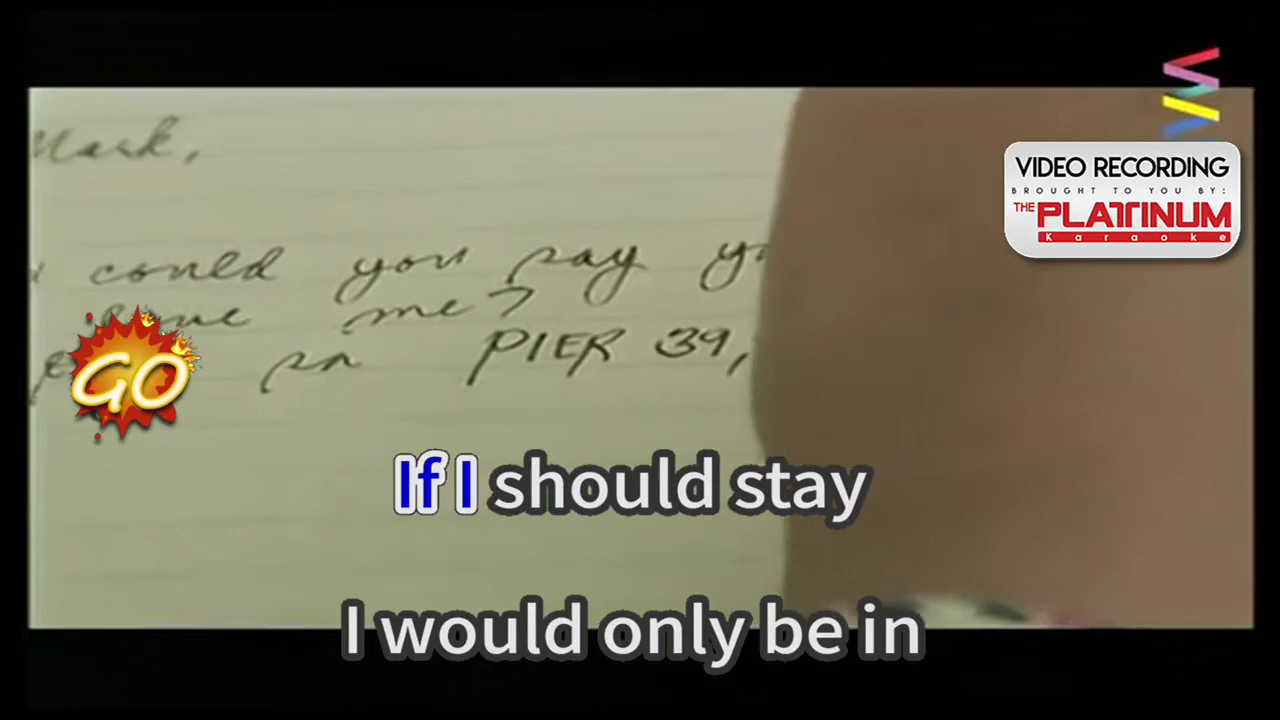 Mark,
could you say
me?
PIER 39,
VIDEO RECORDING
BROUGHT TO YOU BY:
THE PLATINUM
Karaoke
GO
If I should stay
I would only be in